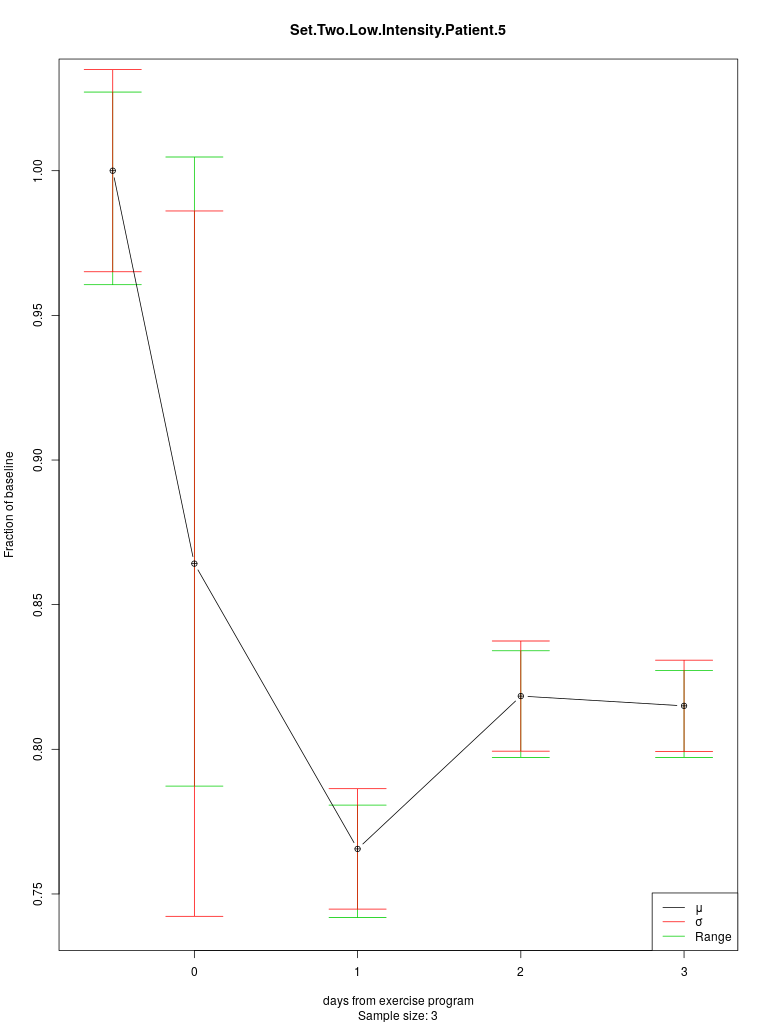 Set.Two.Low.Intensity.Patient.5
Fraction of baseline
1.00
0.95
0.90
0.85
0.80
0.75
0 1 2 3
μ
σ
Range
days from exercise program
Sample size: 3